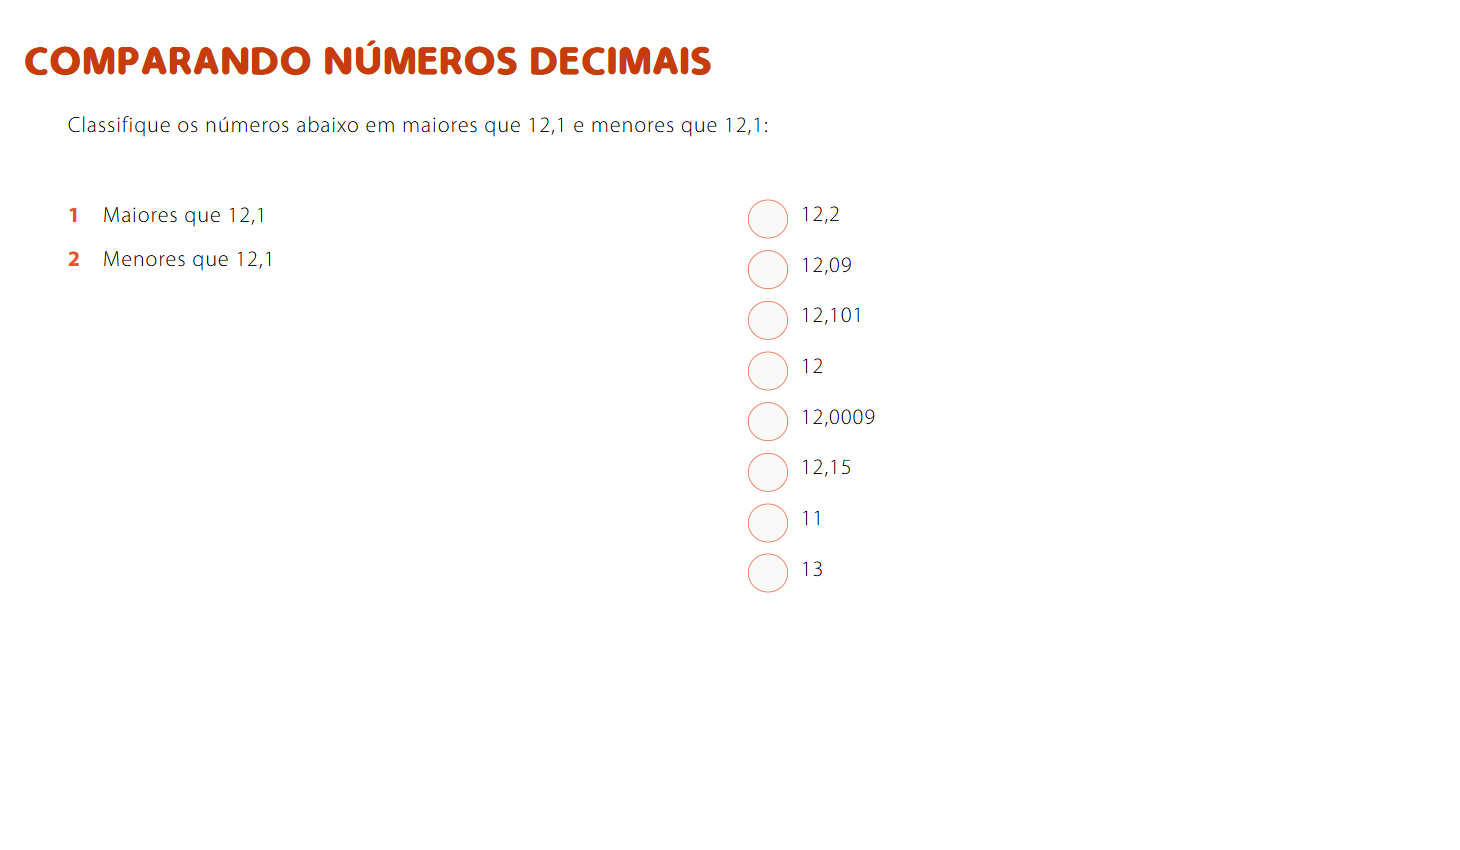 COMPARANDO NÚMEROS DECIMAIS
Classifique os números abaixo em maiores que 12,1 e menores que 12,1:
1 Maiores que 12,1
2 Menores que 12,1
12,2
12,09
12,101
12
12,0009
12,15
11
13